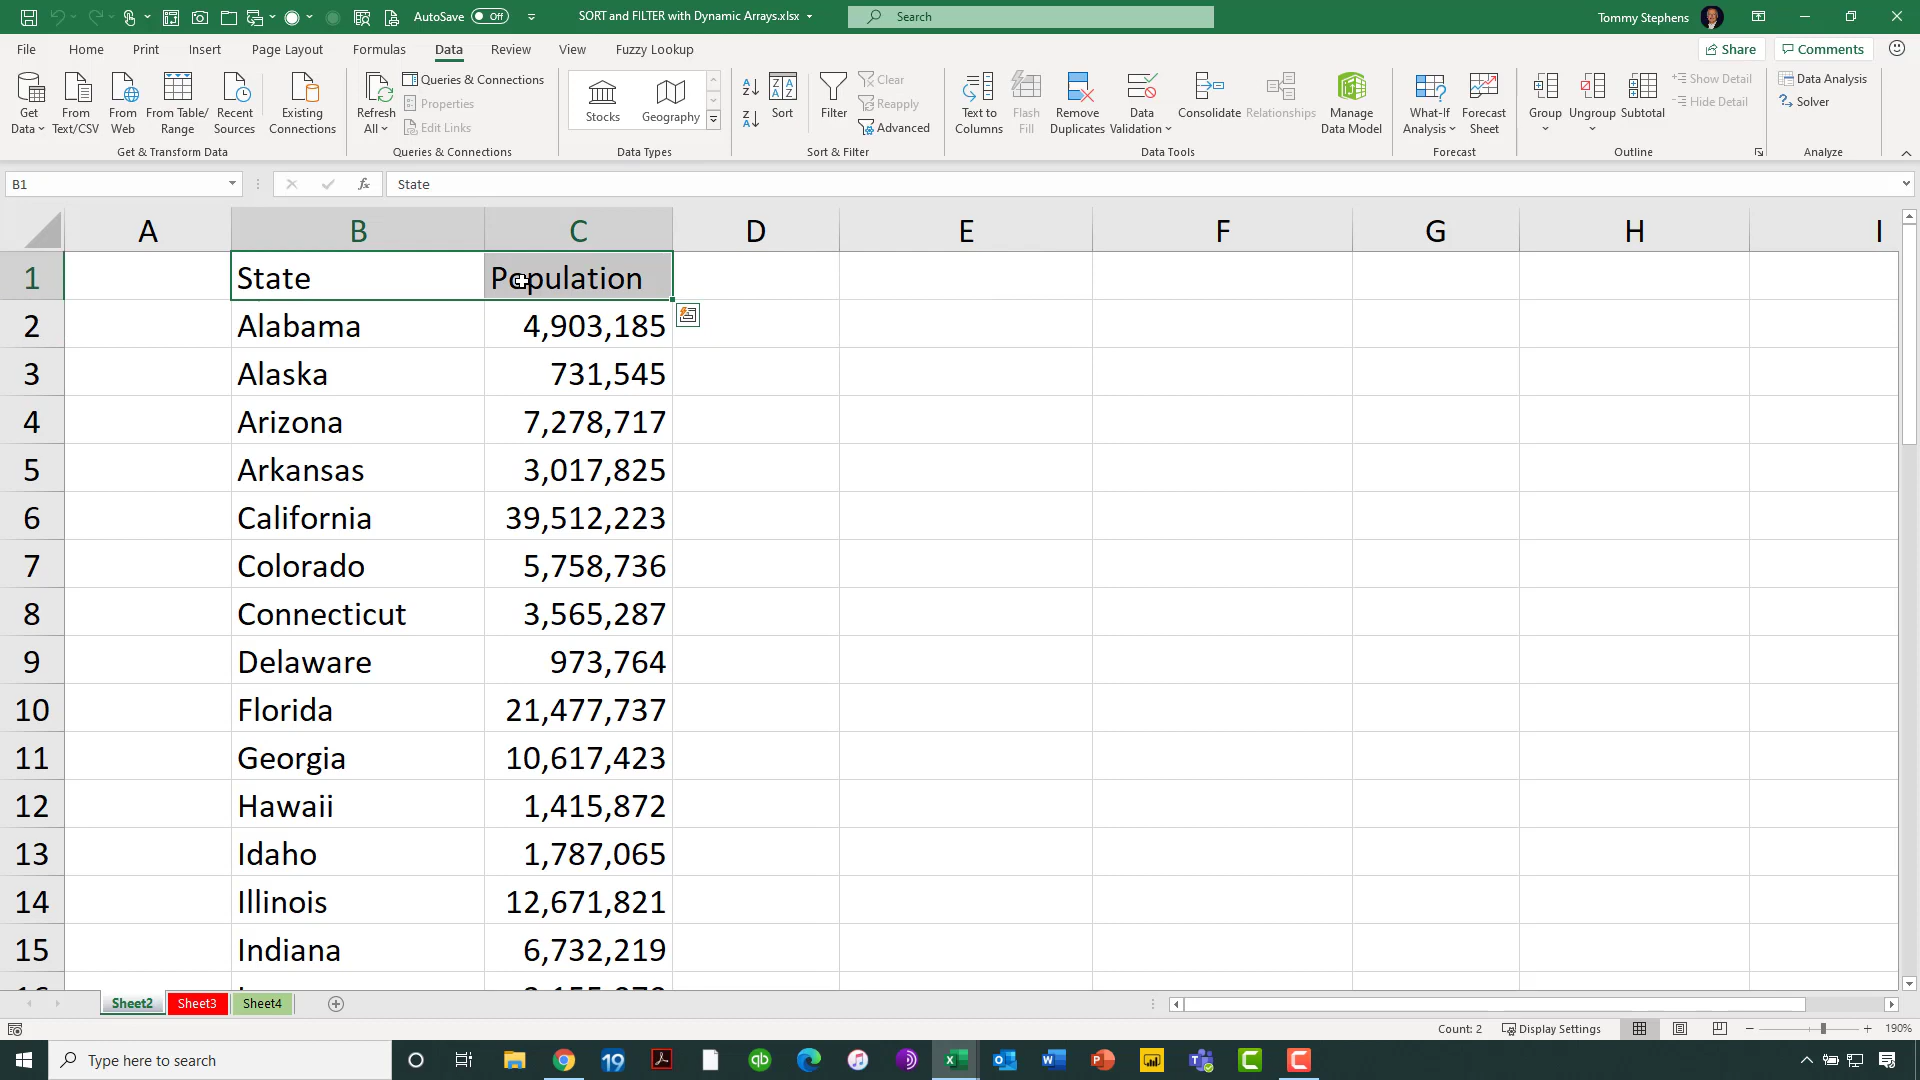 AutoSave Off SORT and FILTER with Dynamic Arrays.xlsx Search Tommy Stephens
File Home Print Insert Page Layout Formulas Data Review View Fuzzy Lookup Share Comments
Get Data From Text/CSV From Web From Table/ Range Recent Sources Existing Connections
Get & Transform Data
Refresh All Queries & Connections
Properties
Edit Links
Queries & Connections
Stocks Geography
Data Types
Sort Filter Clear
Reapply
Advanced
Sort & Filter
Text to Columns Flash Fill Remove Duplicates Data Validation Consolidate Relationships Manage Data Model
Data Tools
What-If Analysis Forecast Sheet
Forecast
Group Ungroup Subtotal Show Detail
Hide Detail
Outline
Data Analysis
Solver
Analyze
B1 fx State
A B C D E F G H I
1 State Population
2 Alabama 4,903,185
3 Alaska 731,545
4 Arizona 7,278,717
5 Arkansas 3,017,825
6 California 39,512,223
7 Colorado 5,758,736
8 Connecticut 3,565,287
9 Delaware 973,764
10 Florida 21,477,737
11 Georgia 10,617,423
12 Hawaii 1,415,872
13 Idaho 1,787,065
14 Illinois 12,671,821
15 Indiana 6,732,219
Sheet2 Sheet3 Sheet4
Count: 2 Display Settings 190%
Type here to search 19